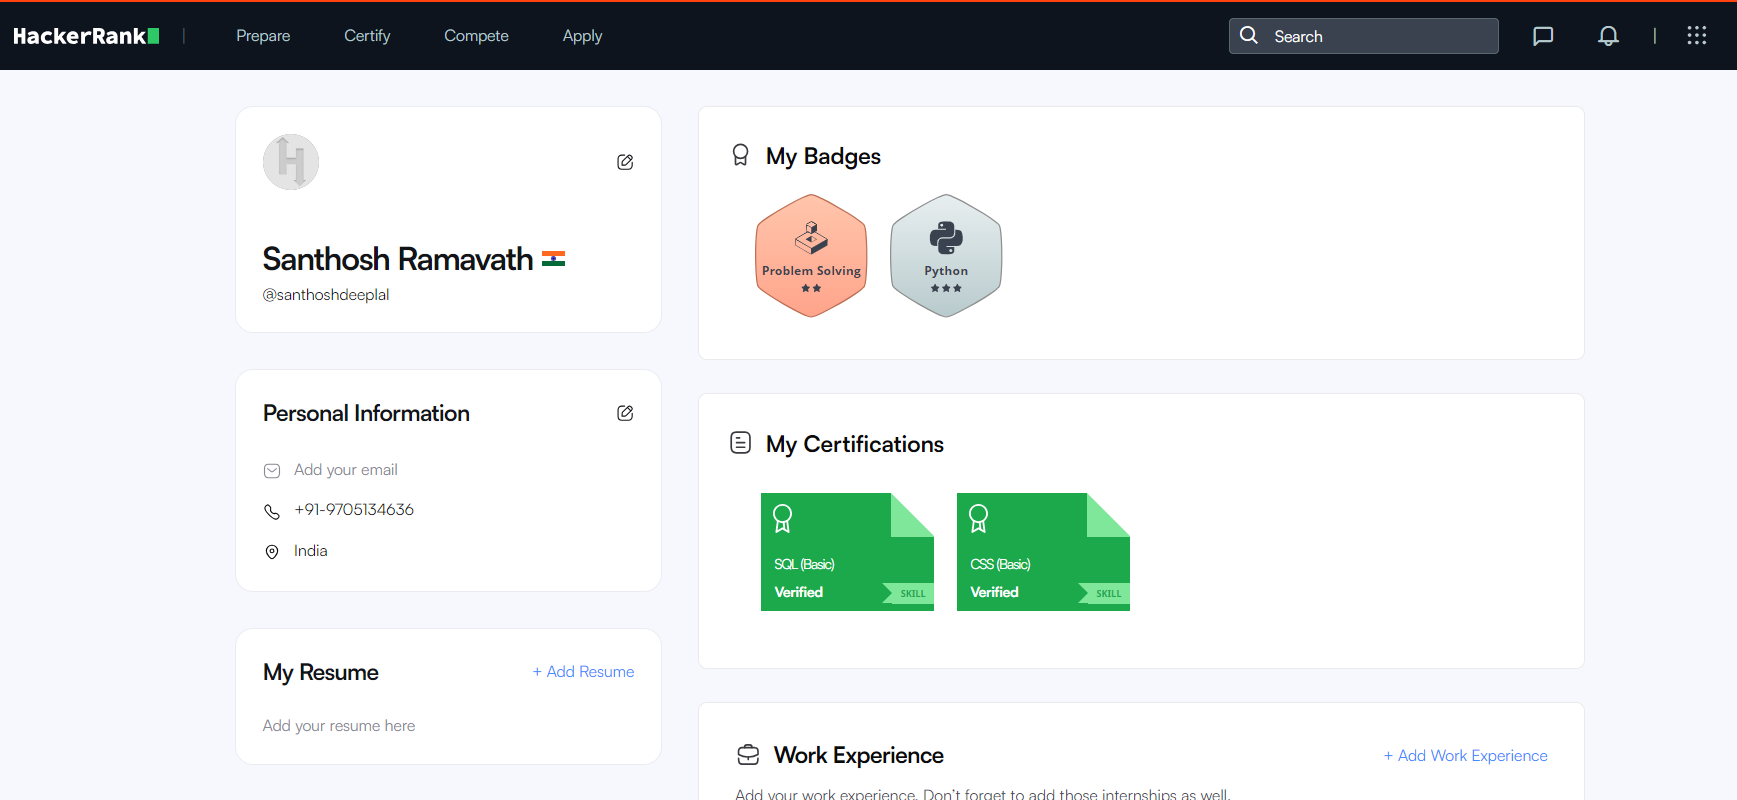 HackerRank
Prepare
Certify
Compete
Apply
Search
Santhosh Ramavath
@santhoshdeeplal
Personal Information
Add your email
+91-9705134636
India
My Resume
+ Add Resume
Add your resume here
My Badges
Problem Solving
Python
My Certifications
SQL (Basic)
Verified
SKILL
CSS (Basic)
Verified
SKILL
Work Experience
+ Add Work Experience
Add your work experience. Don't forget to add those internships as well.